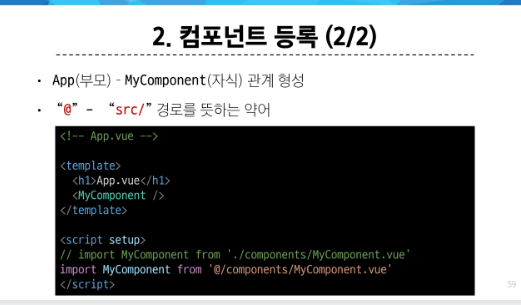 2. 컴포넌트 등록 (2/2)
• App(부모) - MyComponent(자식) 관계 형성
• “@” – “src/” 경로를 뜻하는 약어
<!-- App.vue -->
<template>
<h1>App.vue</h1>
<MyComponent />
</template>
<script setup>
// import MyComponent from './components/MyComponent.vue'
import MyComponent from '@/components/MyComponent.vue'
</script>
59